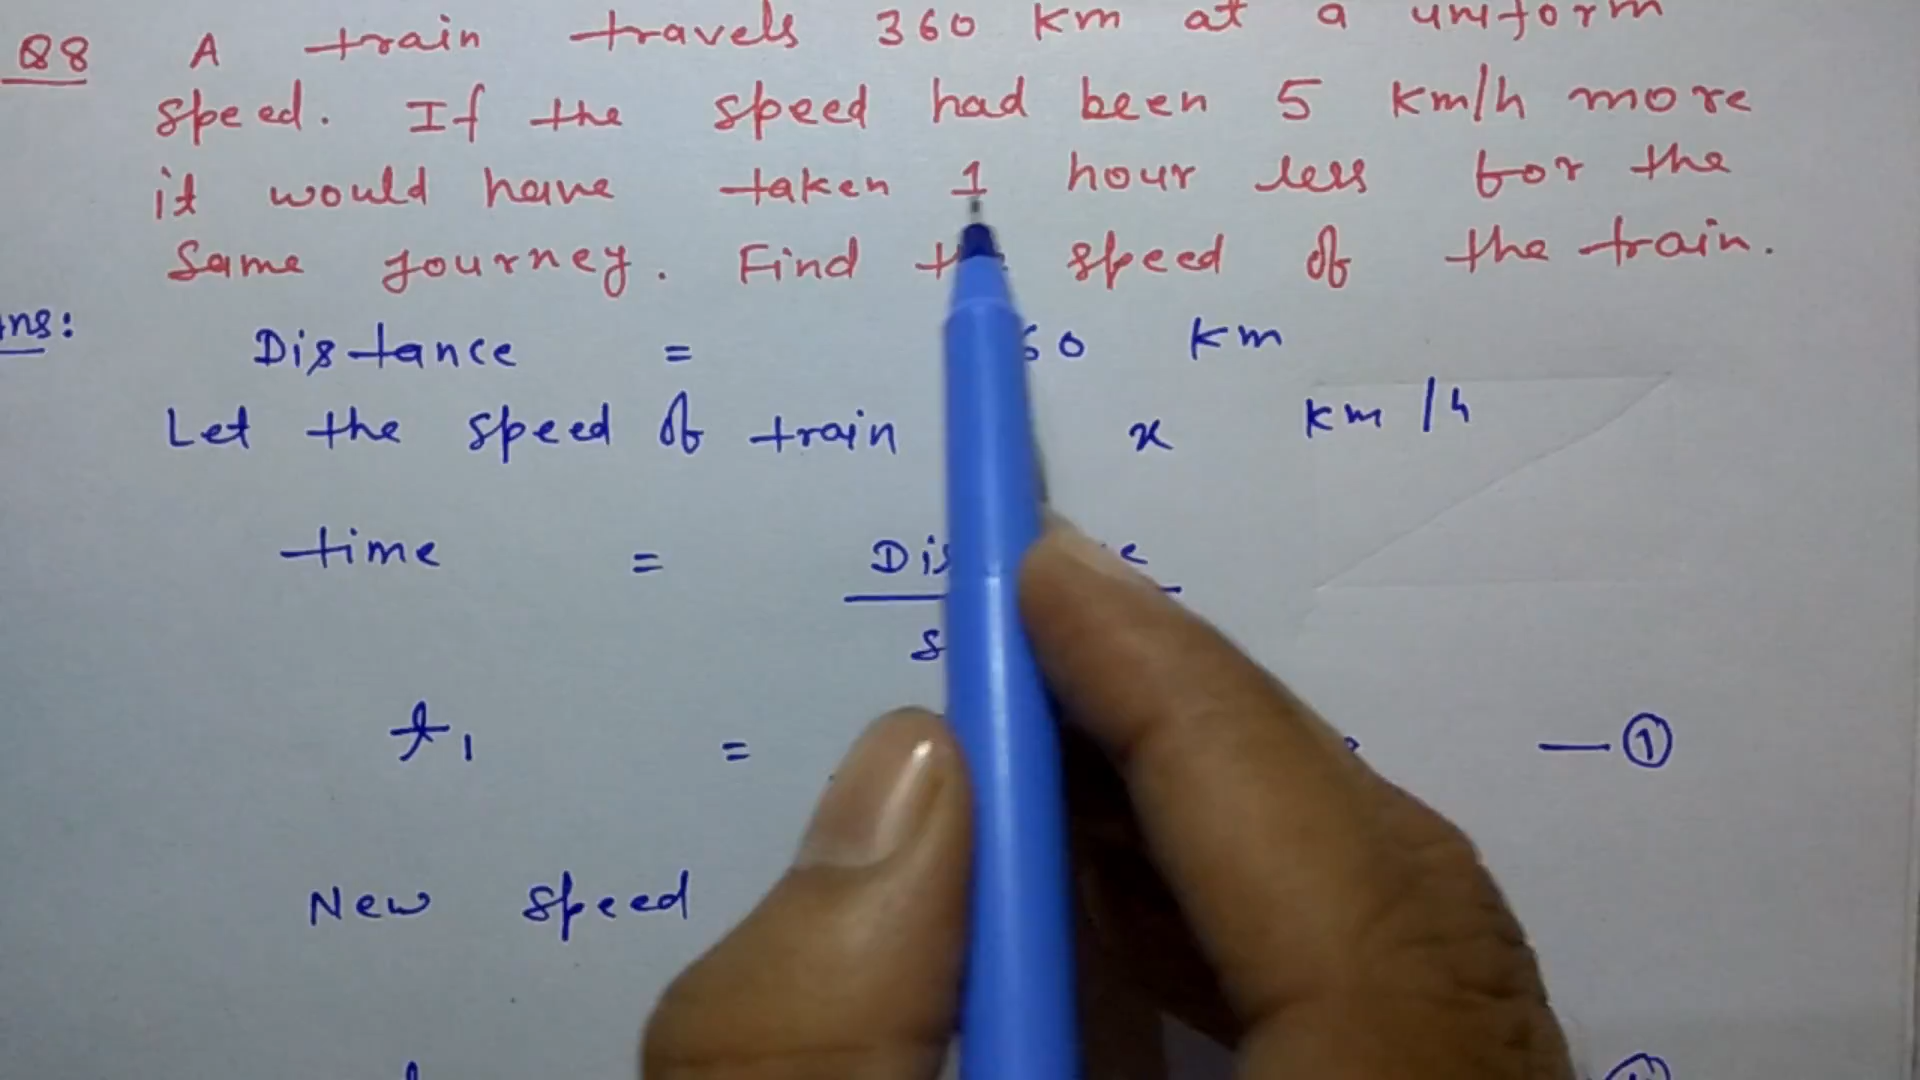 Q8 A train travels 360 km at a uniform
speed. If the speed had been 5 km/h more
it would have taken 1 hour less for the
same journey. Find speed of the train.
Distance = 60 km
Let the speed of train x km/h
time =
t1 = — ①
New speed